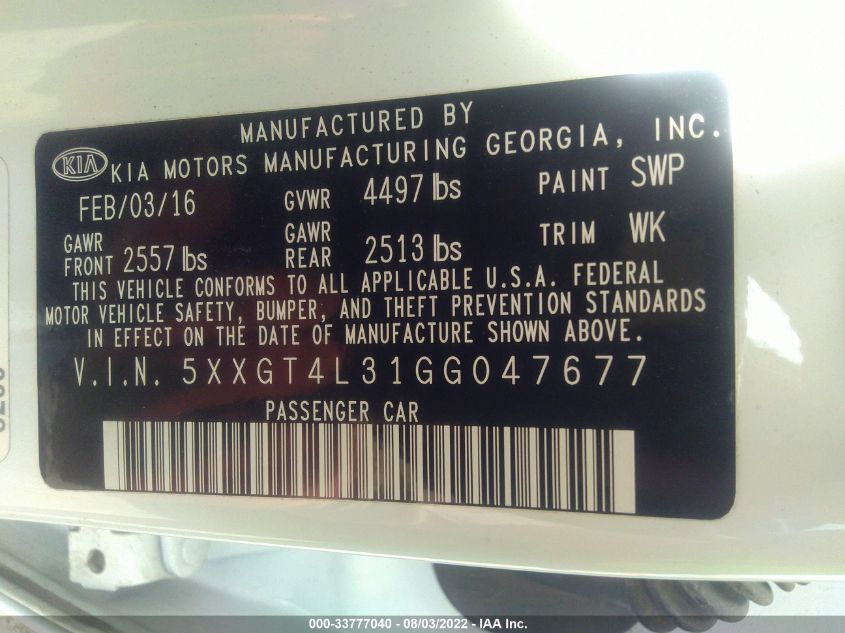 MANUFACTURED BY
KIA KIA MOTORS MANUFACTURING GEORGIA, INC.
FEB/03/16 GVWR 4497 lbs PAINT SWP
GAWR FRONT 2557 lbs GAWR REAR 2513 lbs TRIM WK
THIS VEHICLE CONFORMS TO ALL APPLICABLE U.S.A. FEDERAL
MOTOR VEHICLE SAFETY, BUMPER, AND THEFT PREVENTION STANDARDS
IN EFFECT ON THE DATE OF MANUFACTURE SHOWN ABOVE.
V.I.N. 5XXGT4L31GG047677
PASSENGER CAR
000-33777040 - 08/03/2022 - IAA Inc.